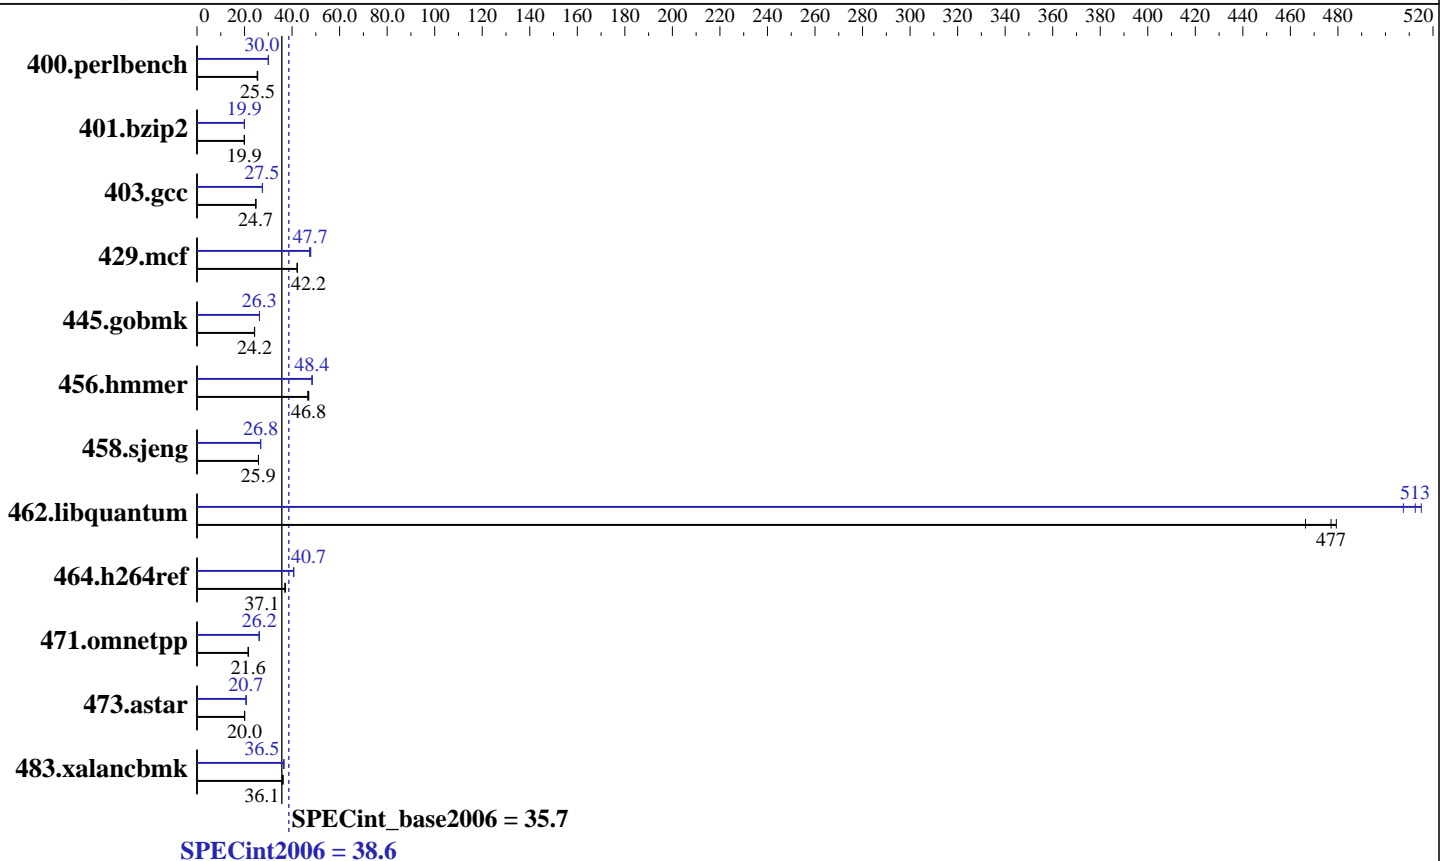 0 20.0 40.0 60.0 80.0 100 120 140 160 180 200 220 240 260 280 300 320 340 360 380 400 420 440 460 480 520
400.perlbench
30.0
25.5
401.bzip2
19.9
19.9
403.gcc
27.5
24.7
429.mcf
47.7
42.2
445.gobmk
26.3
24.2
456.hmmer
48.4
46.8
458.sjeng
26.8
25.9
462.libquantum
513
477
464.h264ref
40.7
37.1
471.omnetpp
26.2
21.6
473.astar
20.7
20.0
483.xalancbmk
36.5
36.1
SPECint_base2006 = 35.7
SPECint2006 = 38.6